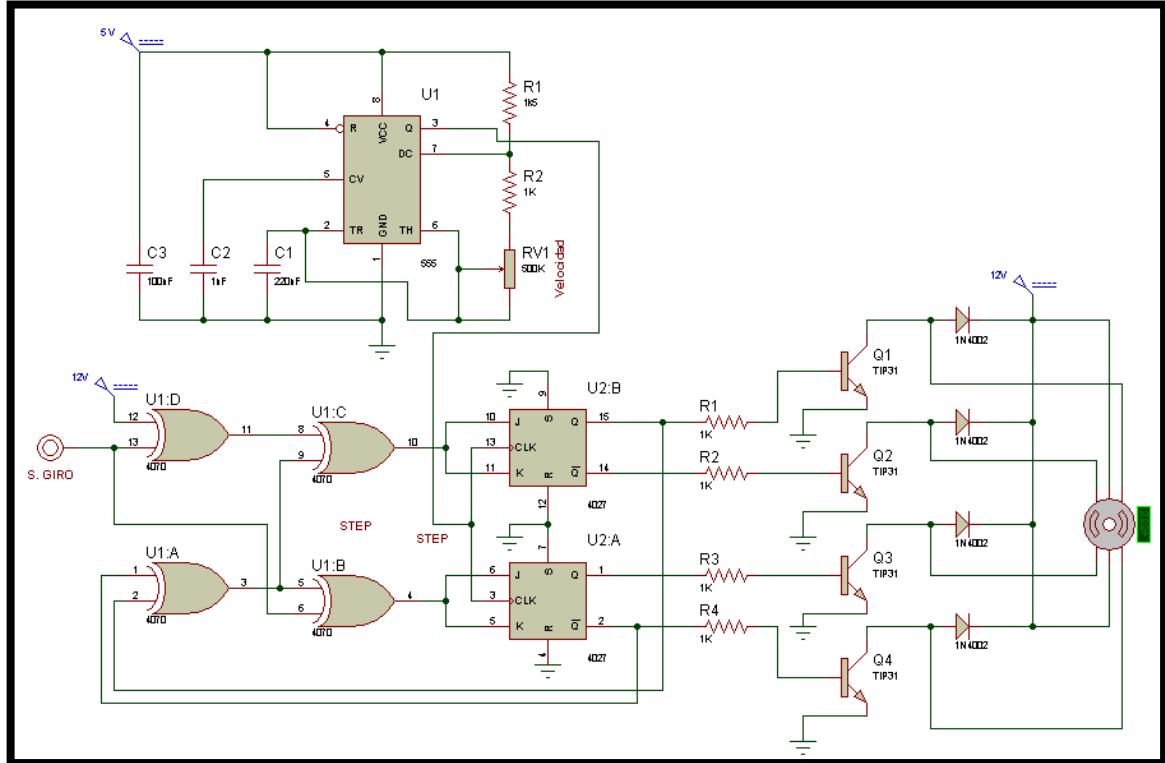 5V
U1
R1
1k5
4
R
8
VCC
Q
3
DC
7
R2
1K
5
CV
2
TR
GND
TH
6
1
555
RV1
500K
Velocidad
C3
100nF
C2
1nF
C1
220nF
12V
12V
S. GIRO
U1:D
12
13
11
4070
U1:C
8
9
10
4070
U1:A
1
2
3
4070
U1:B
5
6
4
4070
STEP
STEP
U2:B
9
10
J
S
Q
15
13
CLK
11
K
R
Q
14
12
4027
U2:A
7
6
J
S
Q
1
3
CLK
5
K
R
Q
2
4
4027
R1
1K
R2
1K
R3
1K
R4
1K
Q1
TIP31
Q2
TIP31
Q3
TIP31
Q4
TIP31
1N4002
1N4002
1N4002
1N4002